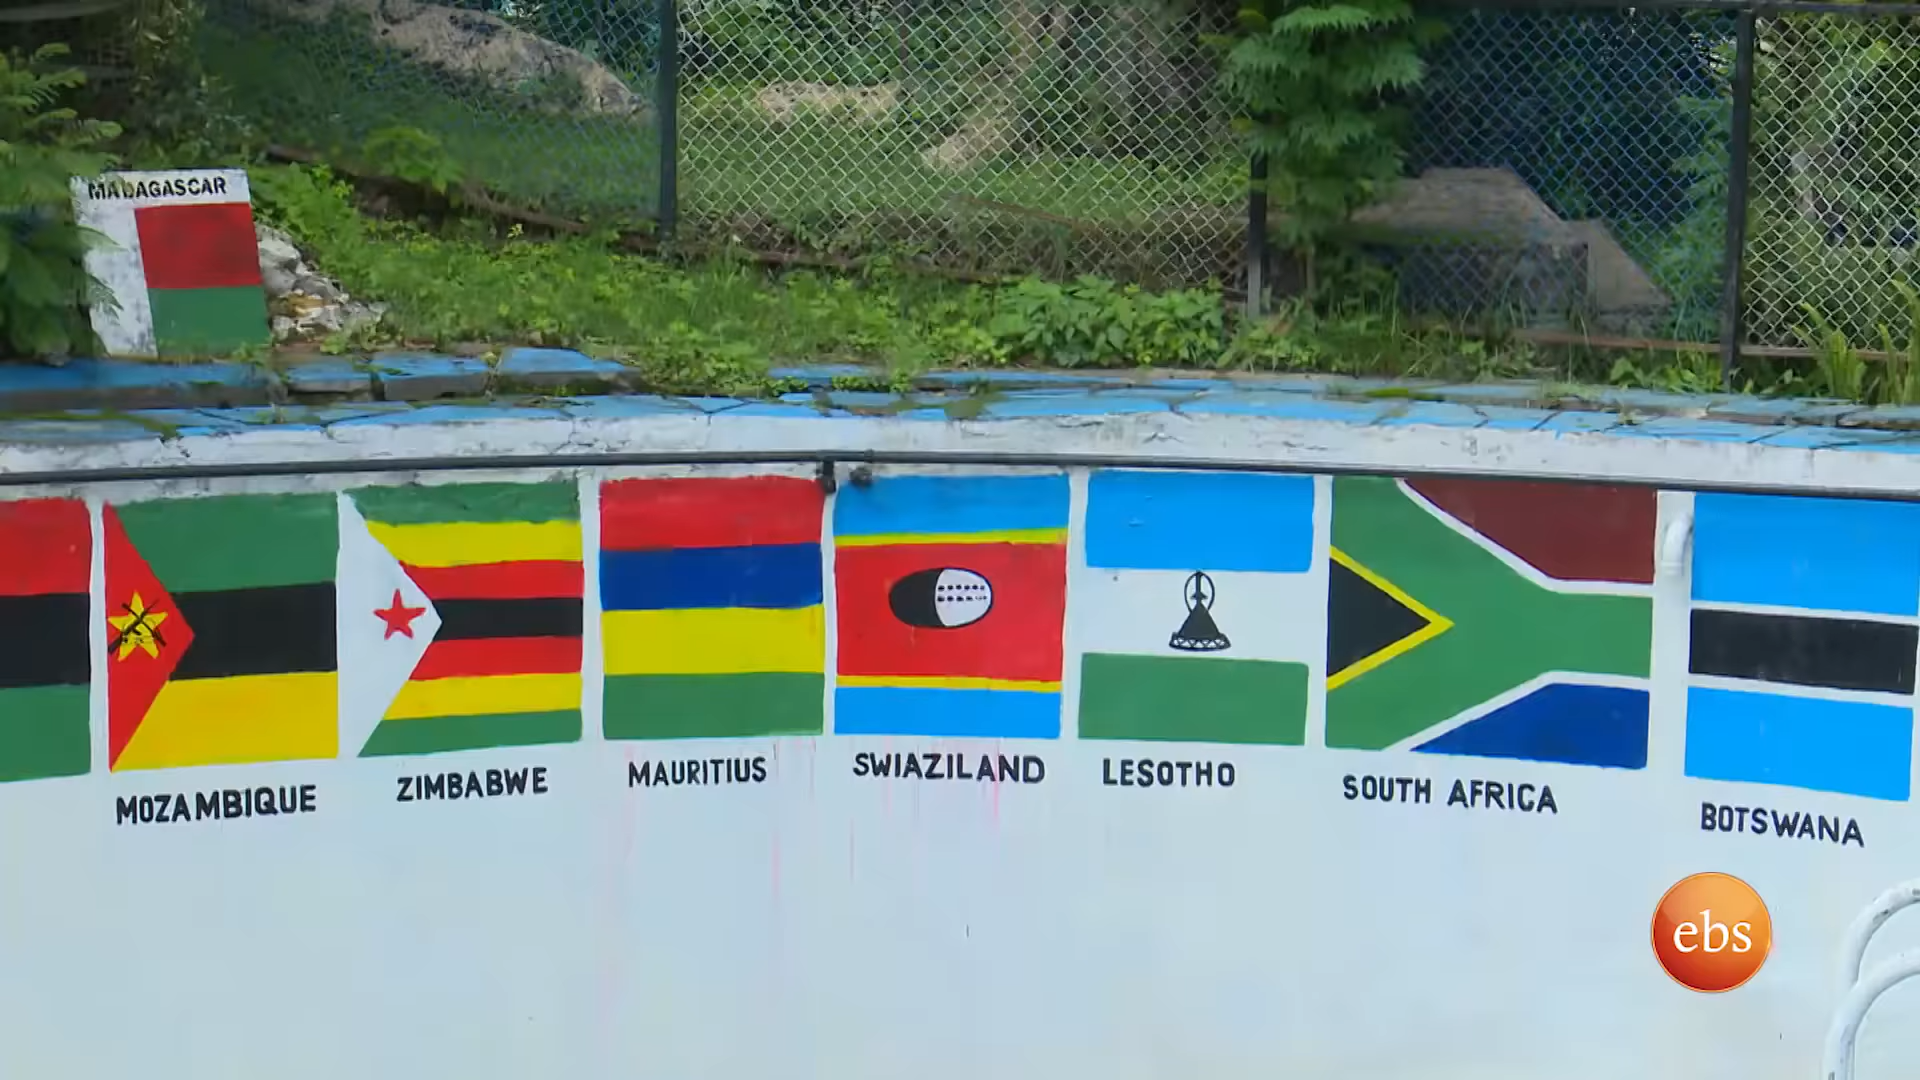 MADAGASCAR
MOZAMBIQUE
ZIMBABWE
MAURITIUS
SWIAZILAND
LESOTHO
SOUTH AFRICA
BOTSWANA
ebs